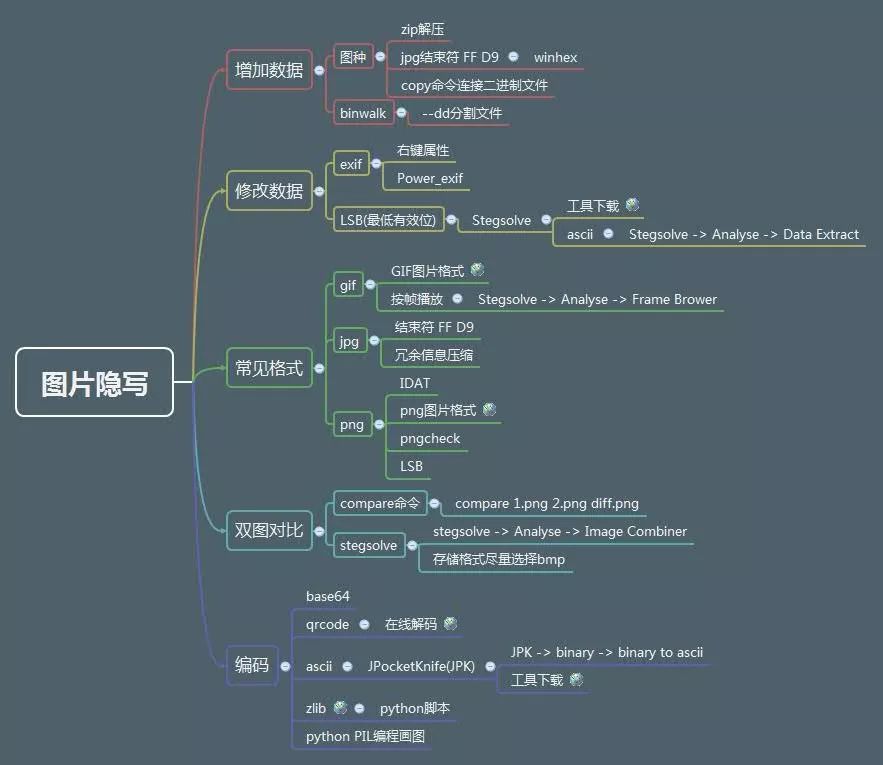 图片隐写
增加数据
图种
zip解压
jpg结束符 FF D9
winhex
copy命令连接二进制文件
binwalk
--dd分割文件
修改数据
exif
右键属性
Power_exif
LSB(最低有效位)
Stegsolve
工具下载
ascii
Stegsolve -> Analyse -> Data Extract
常见格式
gif
GIF图片格式
按帧播放
Stegsolve -> Analyse -> Frame Brower
jpg
结束符 FF D9
冗余信息压缩
png
IDAT
png图片格式
pngcheck
LSB
双图对比
compare命令
compare 1.png 2.png diff.png
stegsolve
stegsolve -> Analyse -> Image Combiner
存储格式尽量选择bmp
编码
base64
qrcode
在线解码
ascii
JPocketKnife(JPK)
JPK -> binary -> binary to ascii
工具下载
zlib
python脚本
python PIL编程画图